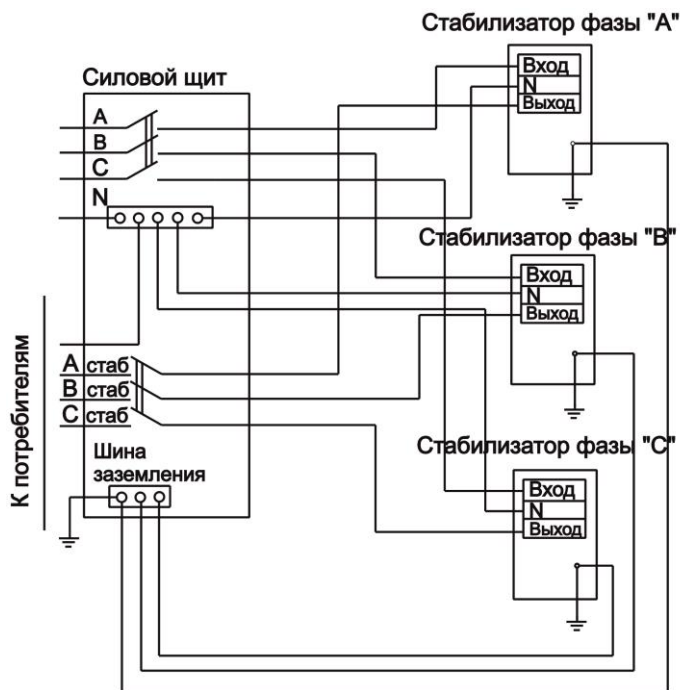 Стабилизатор фазы "А"
Силовой щит
Вход
N
Выход
A
B
C
N
Стабилизатор фазы "В"
Вход
N
Выход
К потребителям
А стаб
В стаб
С стаб
Стабилизатор фазы "С"
Шина
заземления
Вход
N
Выход